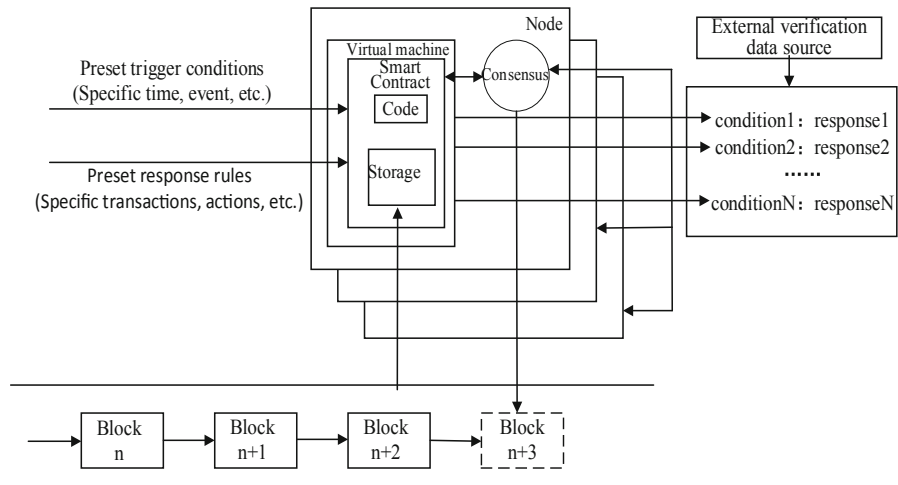 Node
External verification
data source
Virtual machine
Smart
Contract
Consensus
Code
Preset trigger conditions
(Specific time, event, etc.)
condition1：response1
condition2：response2
……
conditionN：responseN
Storage
Preset response rules
(Specific transactions, actions, etc.)
Block
n
Block
n+1
Block
n+2
Block
n+3